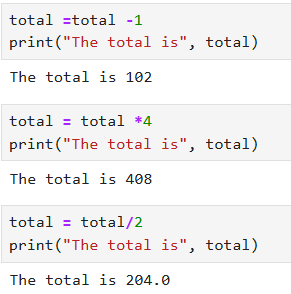 total =total -1
print("The total is", total)
The total is 102
total = total *4
print("The total is", total)
The total is 408
total = total/2
print("The total is", total)
The total is 204.0